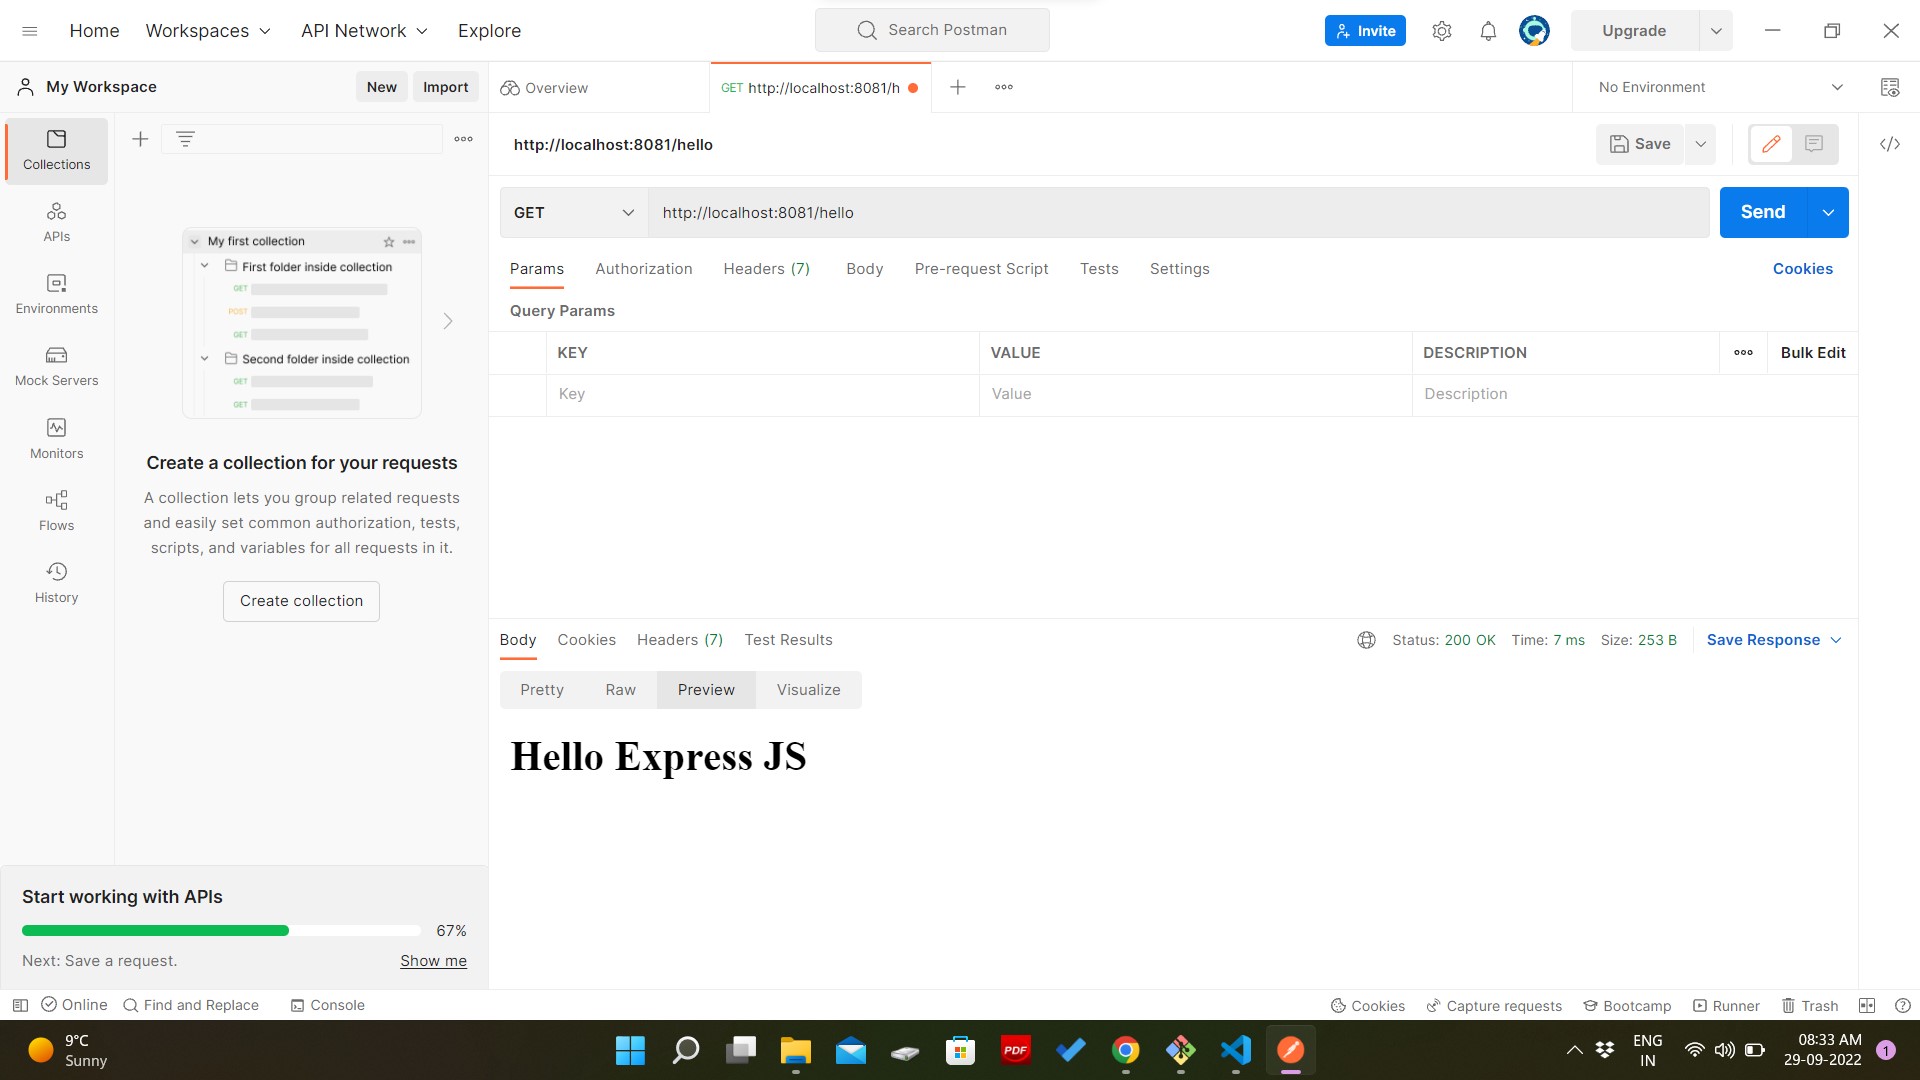 Home
Workspaces
API Network
Explore
Search Postman
Invite
Upgrade
My Workspace
New
Import
Overview
GET http://localhost:8081/h
No Environment
Collections
APIs
Environments
Mock Servers
Monitors
Flows
History
My first collection
First folder inside collection
GET
POST
GET
Second folder inside collection
GET
GET
Create a collection for your requests
A collection lets you group related requests
and easily set common authorization, tests,
scripts, and variables for all requests in it.
Create collection
Start working with APIs
67%
Next: Save a request.
Show me
http://localhost:8081/hello
Save
GET
http://localhost:8081/hello
Send
Params
Authorization
Headers (7)
Body
Pre-request Script
Tests
Settings
Cookies
Query Params
KEY
VALUE
DESCRIPTION
Bulk Edit
Key
Value
Description
Body
Cookies
Headers (7)
Test Results
Status: 200 OK
Time: 7 ms
Size: 253 B
Save Response
Pretty
Raw
Preview
Visualize
Hello Express JS
Online
Find and Replace
Console
Cookies
Capture requests
Bootcamp
Runner
Trash
9°C
Sunny
PDF
ENG
IN
08:33 AM
29-09-2022
1